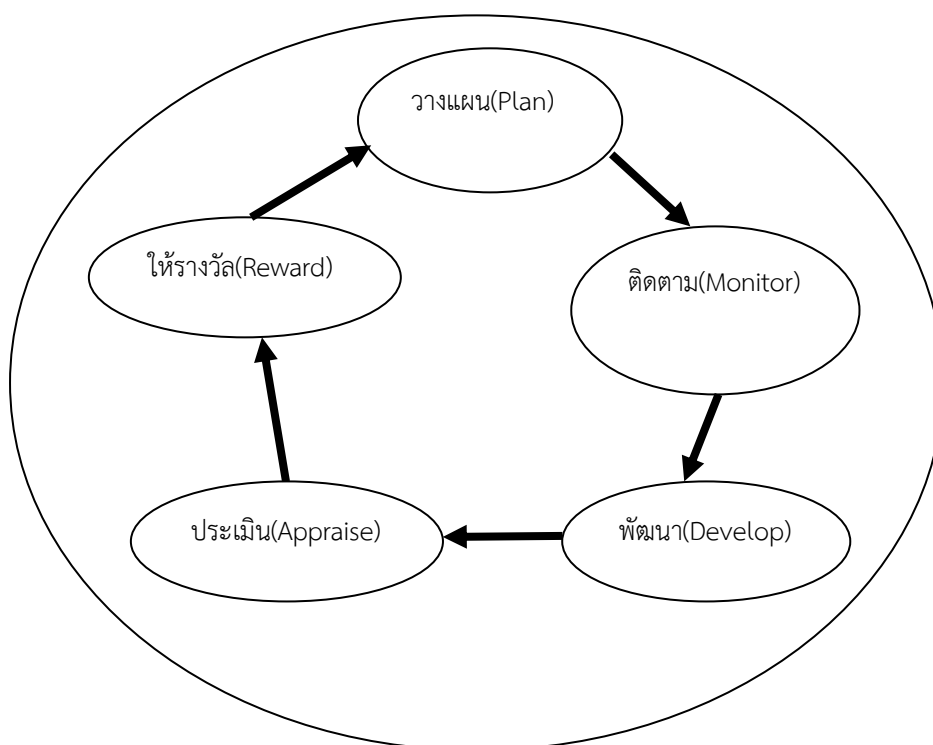 วางแผน(Plan)
ให้รางวัล(Reward)
ติดตาม(Monitor)
ประเมิน(Appraise)
พัฒนา(Develop)